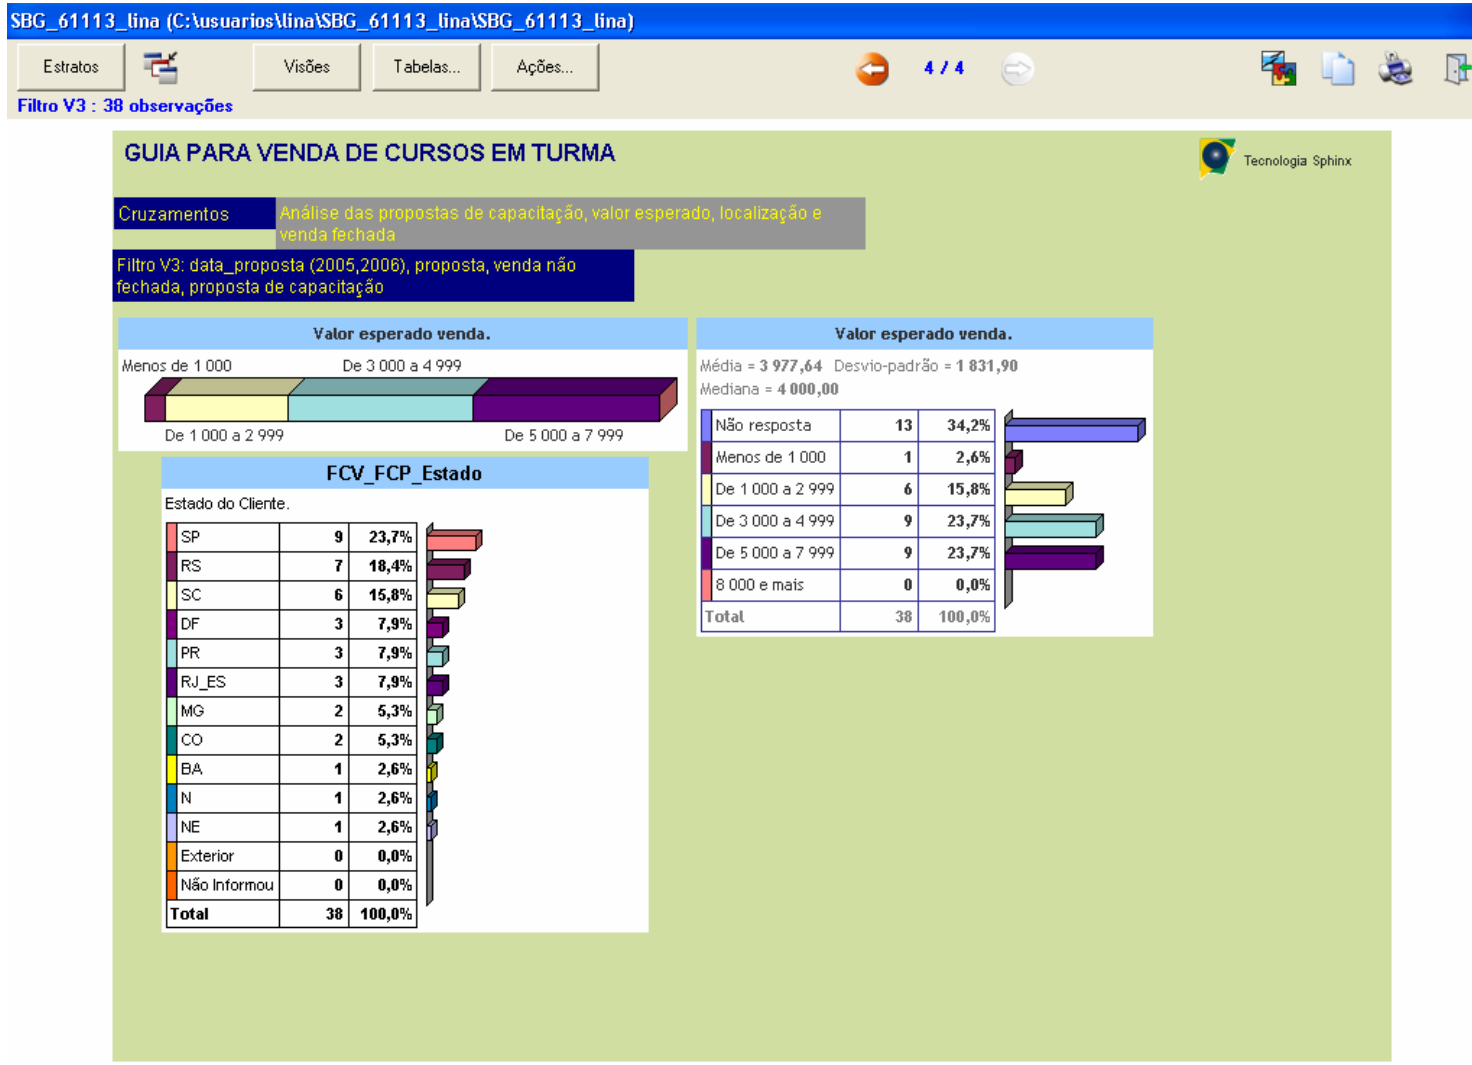 SBG_61113_lina (C:\usuarios\lina\SBG_61113_lina\SBG_61113_lina)
Estratos
Visões
Tabelas...
Ações...
4 / 4
Filtro V3 : 38 observações
GUIA PARA VENDA DE CURSOS EM TURMA
Tecnologia Sphinx
Cruzamentos
Análise das propostas de capacitação, valor esperado, localização e
venda fechada
Filtro V3: data_proposta (2005,2006), proposta, venda não
fechada, proposta de capacitação
Valor esperado venda.
Menos de 1 000 De 3 000 a 4 999
De 1 000 a 2 999 De 5 000 a 7 999
Valor esperado venda.
Média = 3 977,64 Desvio-padrão = 1 831,90
Mediana = 4 000,00
Não resposta 13 34,2%
Menos de 1 000 1 2,6%
De 1 000 a 2 999 6 15,8%
De 3 000 a 4 999 9 23,7%
De 5 000 a 7 999 9 23,7%
8 000 e mais 0 0,0%
Total 38 100,0%
FCV_FCP_Estado
Estado do Cliente.
SP 9 23,7%
RS 7 18,4%
SC 6 15,8%
DF 3 7,9%
PR 3 7,9%
RJ_ES 3 7,9%
MG 2 5,3%
CO 2 5,3%
BA 1 2,6%
N 1 2,6%
NE 1 2,6%
Exterior 0 0,0%
Não Informou 0 0,0%
Total 38 100,0%